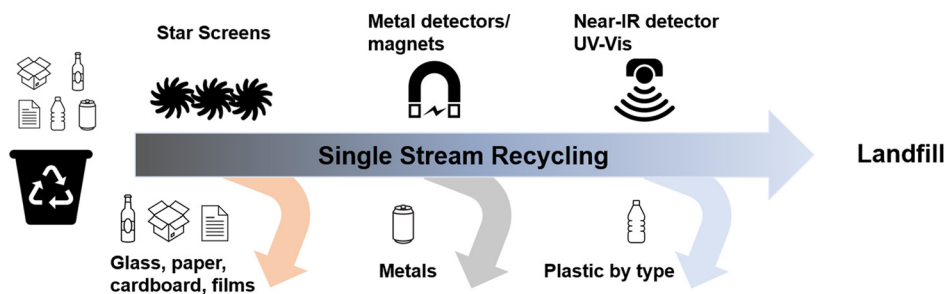 Star Screens
Metal detectors/
magnets
Near-IR detector
UV-Vis
Single Stream Recycling
Landfill
Glass, paper,
cardboard, films
Metals
Plastic by type